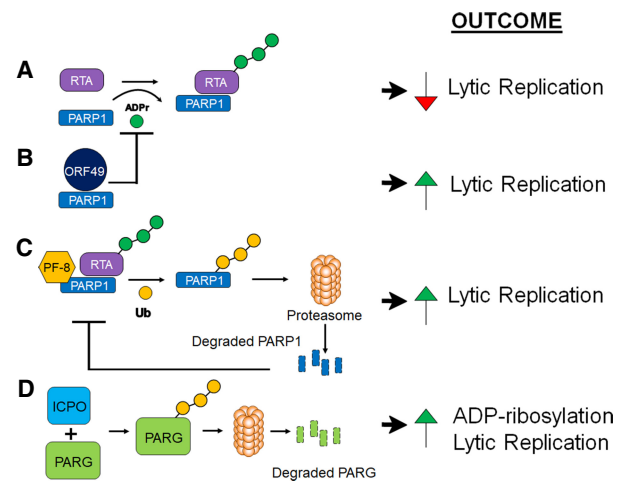 OUTCOME
A
RTA
RTA
PARP1
PARP1
ADPr
Lytic Replication
B
ORF49
PARP1
Lytic Replication
C
PF-8
RTA
PARP1
PARP1
Ub
Proteasome
Lytic Replication
Degraded PARP1
D
ICPO
+
PARG
PARG
Degraded PARG
ADP-ribosylation
Lytic Replication